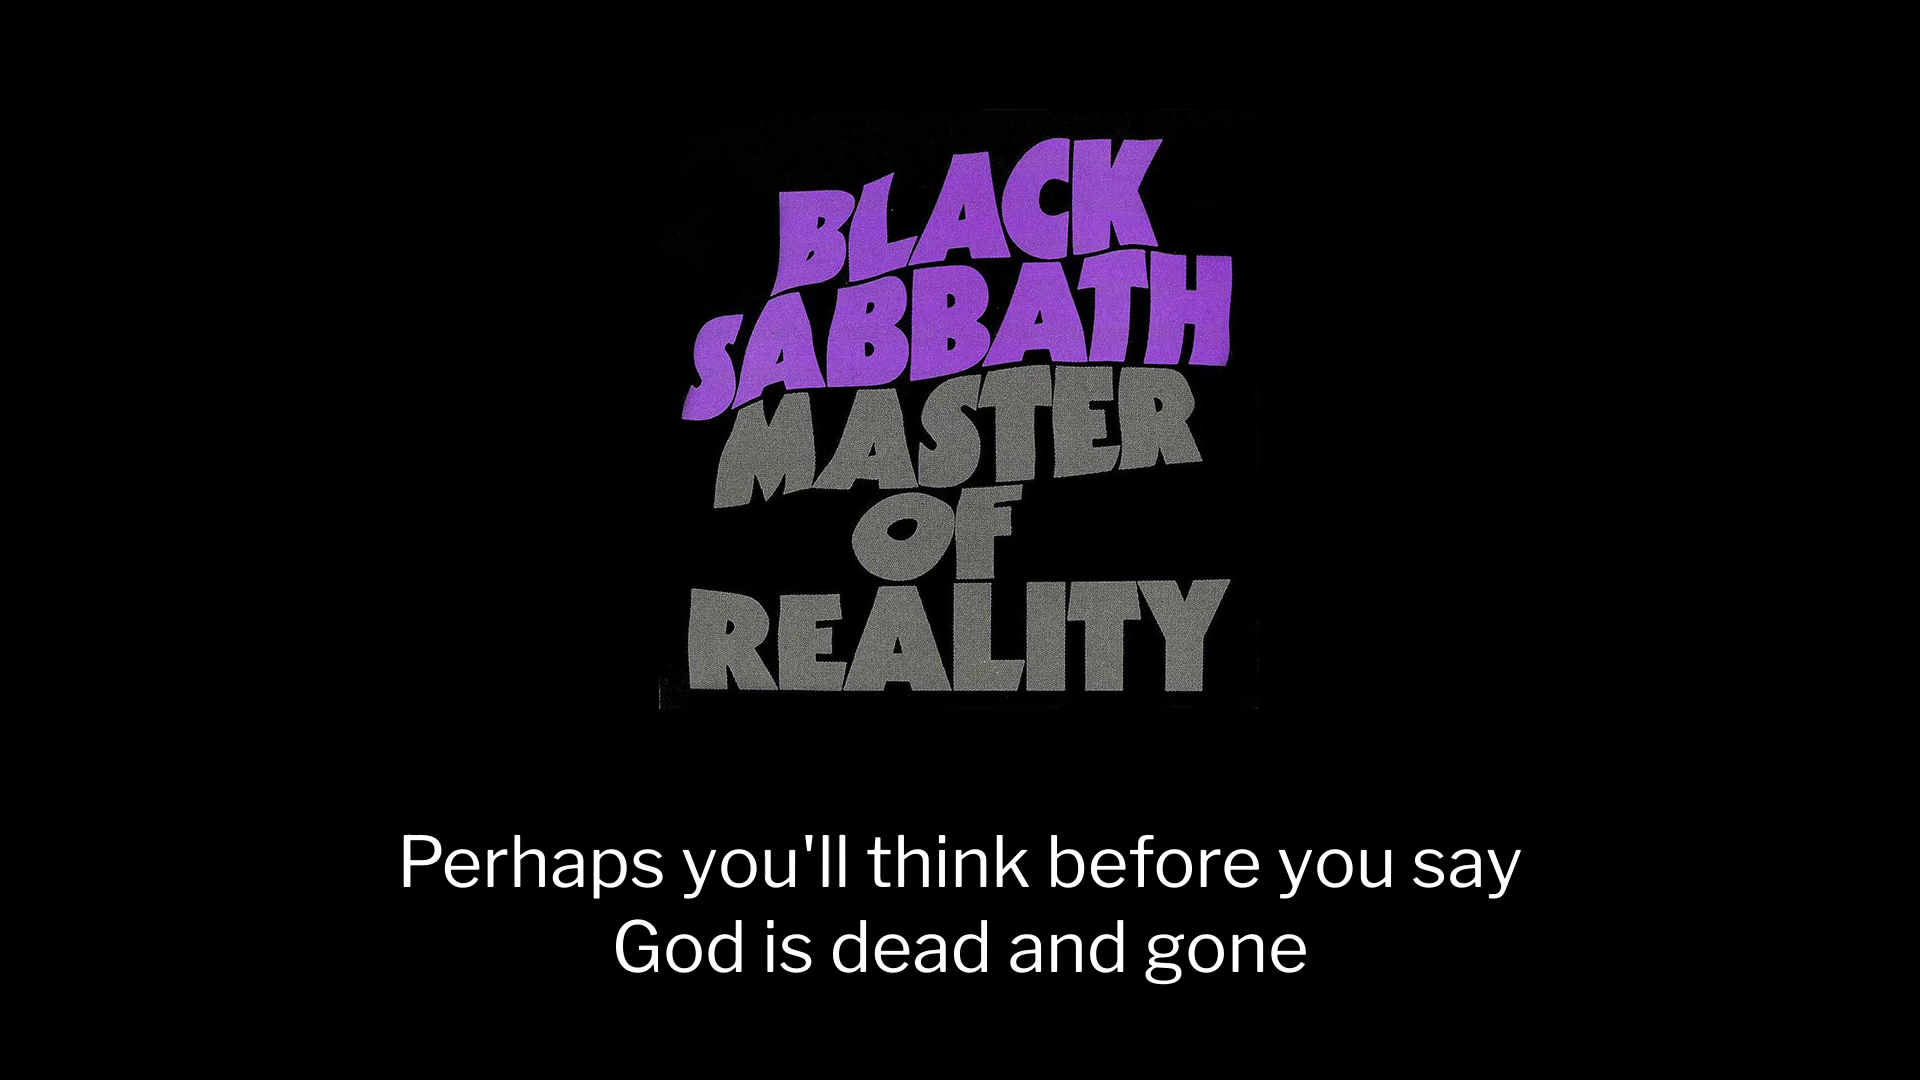 BLACK
SABBATH
MASTER
OF
REALITY
Perhaps you'll think before you say
God is dead and gone